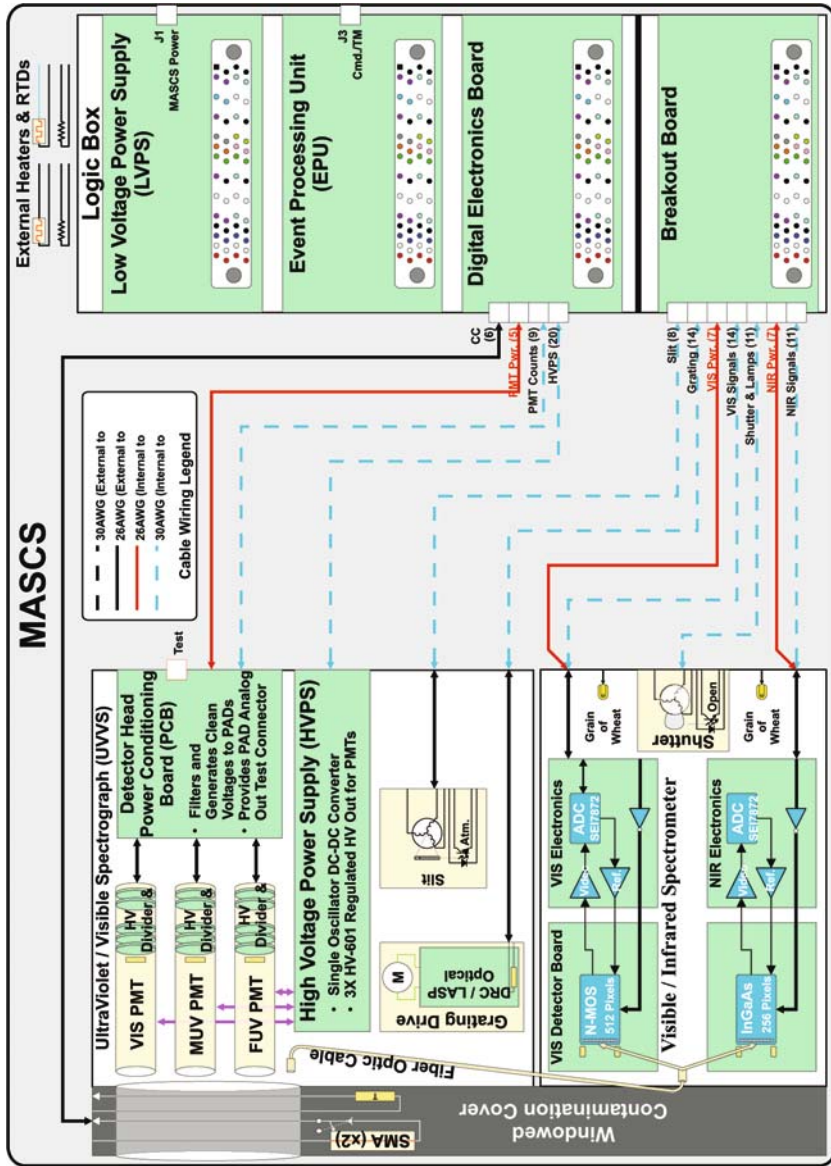 MASCS
External Heaters & RTDs
Logic Box
Low Voltage Power Supply
(LVPS)
J1
MASCS Power
Event Processing Unit
(EPU)
J3
Cmd./TM
Digital Electronics Board
Breakout Board
CC
(6)
PMT Pwr. (5)
PMT Counts (9)
HVPS (20)
Slit (8)
Grating (14)
VIS Pwr. (7)
VIS Signals (14)
Shutter & Lamps (11)
NIR Pwr. (7)
NIR Signals (11)
30AWG (External to
26AWG (External to
26AWG (Internal to
30AWG (Internal to
Cable Wiring Legend
UltraViolet / Visible Spectrograph (UVVS)
Test
Detector Head
Power Conditioning
Board (PCB)
• Filters and
Generates Clean
Voltages to PADs
• Provides PAD Analog
Out Test Connector
HV
Divider &
VIS PMT
HV
Divider &
MUV PMT
HV
Divider &
FUV PMT
High Voltage Power Supply (HVPS)
• Single Oscillator DC-DC Converter
• 3X HV-601 Regulated HV Out for PMTs
Slit
Atm.
Grating Drive
M
DRC / LASP
Optical
Fiber Optic Cable
SMA (x2)
T
Windowed
Contamination Cover
Visible / Infrared Spectrometer
Grain
of
Wheat
Shutter
Open
Grain
of
Wheat
VIS Electronics
ADC
SEI7872
Video
Ref.
VIS Detector Board
N-MOS
512 Pixels
NIR Electronics
ADC
SEI7872
Video
Ref.
InGaAs
256 Pixels